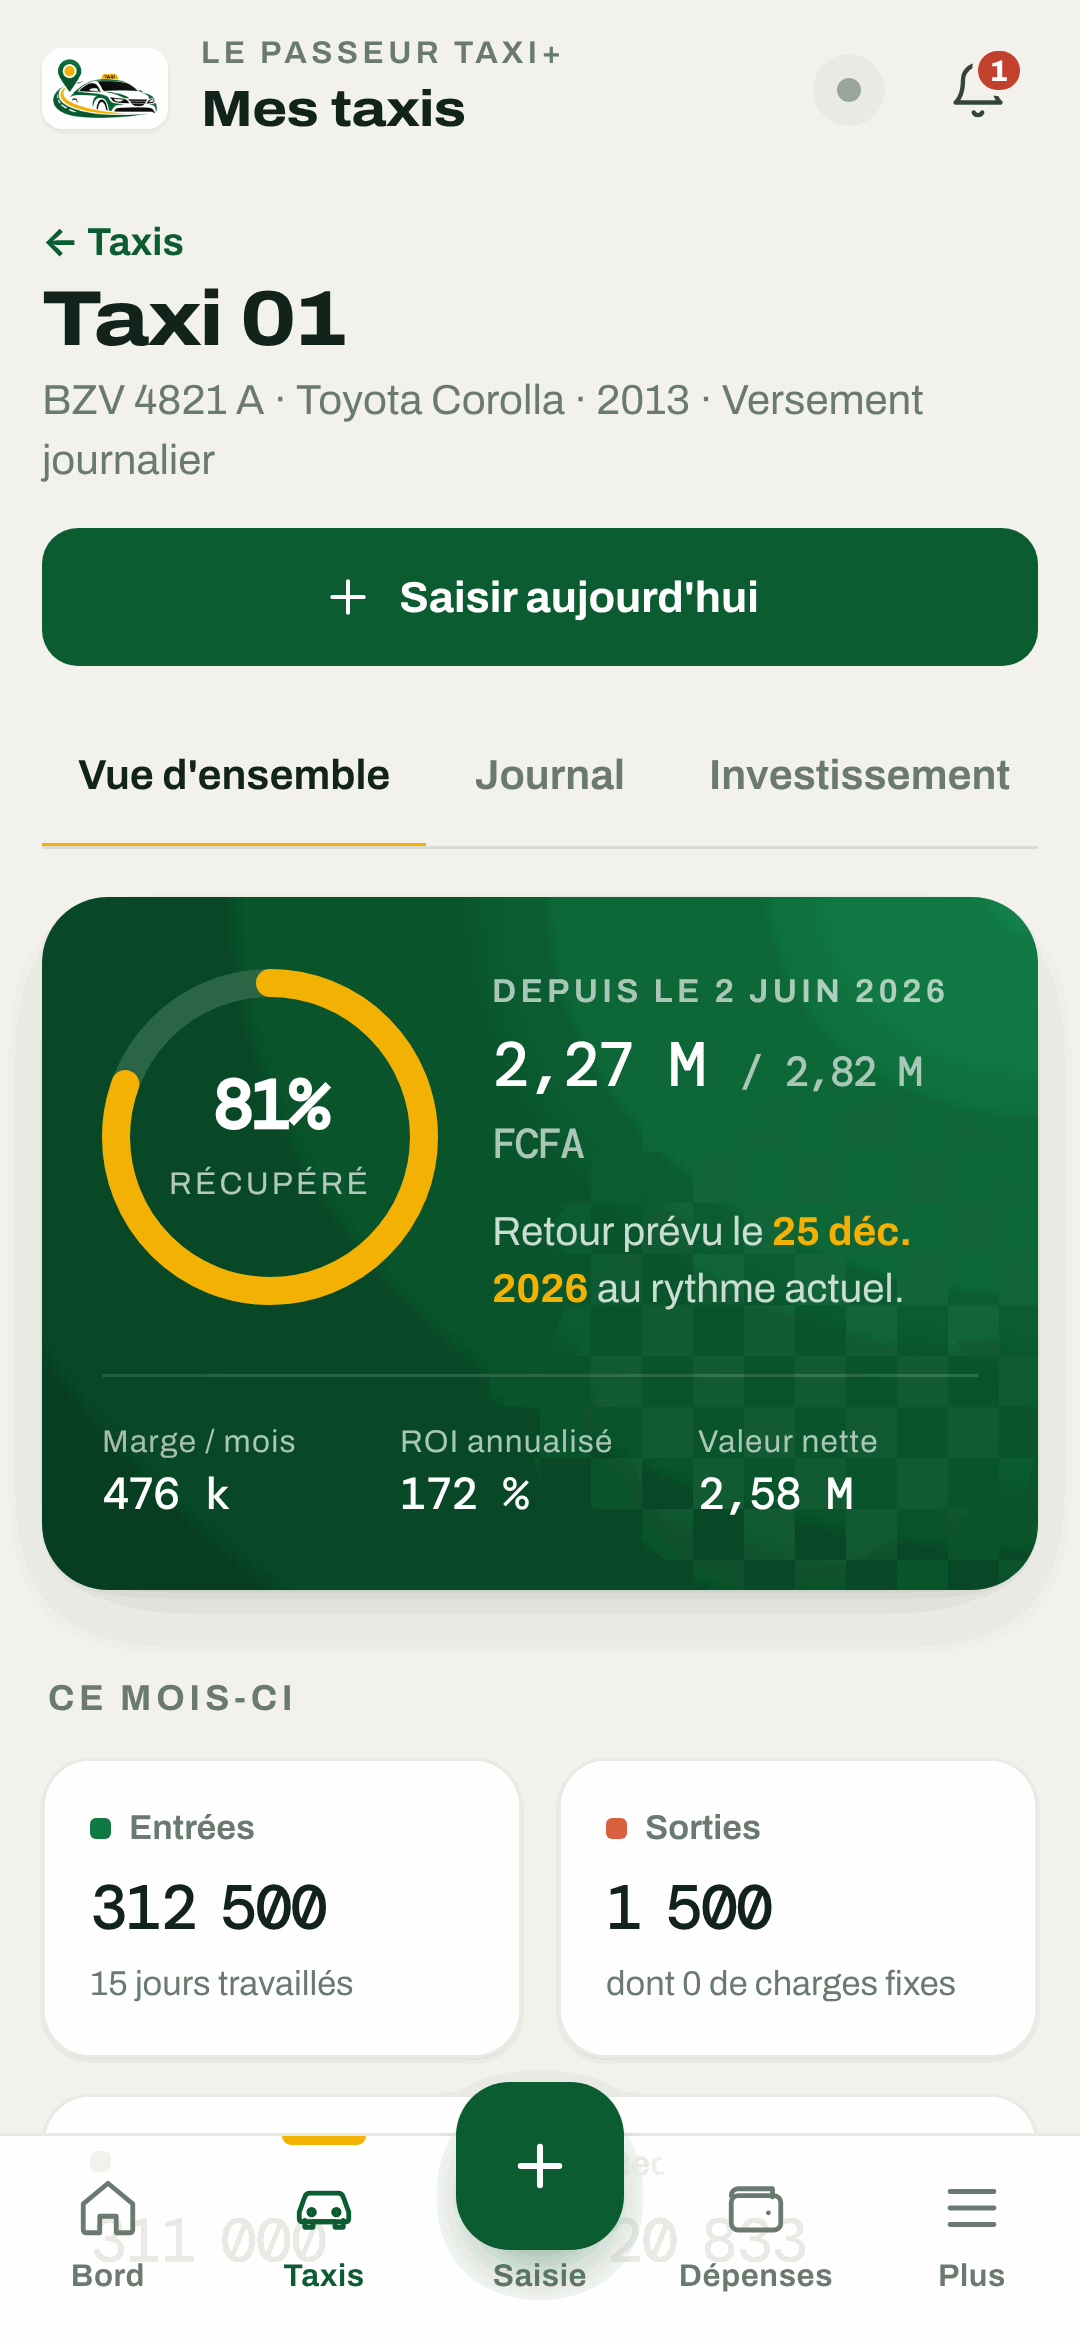 LE PASSEUR TAXI+
Mes taxis
1
← Taxis
Taxi 01
BZV 4821 A · Toyota Corolla · 2013 · Versement
journalier
+ Saisir aujourd'hui
Vue d'ensemble
Journal
Investissement
81%
RÉCUPÉRÉ
DEPUIS LE 2 JUIN 2026
2,27 M / 2,82 M
FCFA
Retour prévu le 25 déc.
2026 au rythme actuel.
Marge / mois
476 k
ROI annualisé
172 %
Valeur nette
2,58 M
CE MOIS-CI
Entrées
312 500
15 jours travaillés
Sorties
1 500
dont 0 de charges fixes
311 000
20 833
Bord
Taxis
Saisie
Dépenses
Plus